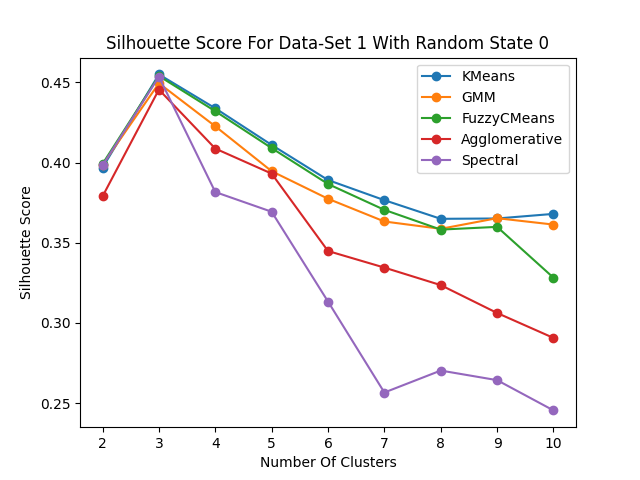 Silhouette Score For Data-Set 1 With Random State 0
KMeans
GMM
FuzzyCMeans
Agglomerative
Spectral
Silhouette Score
0.45
0.40
0.35
0.30
0.25
2 3 4 5 6 7 8 9 10
Number Of Clusters